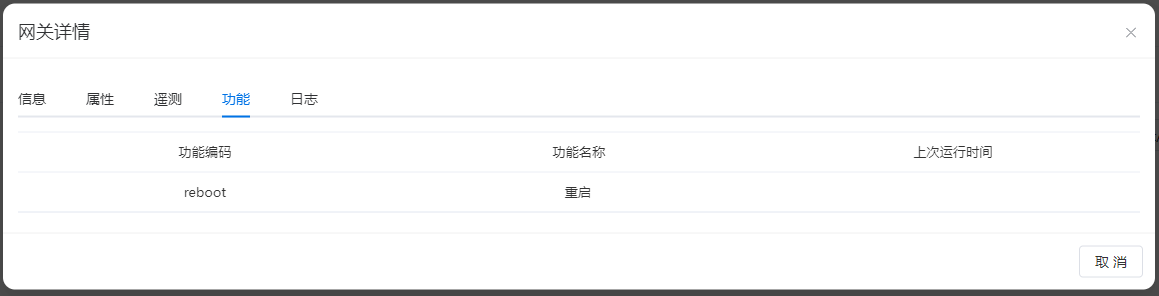 网关详情
信息 属性 遥测 功能 日志
功能编码 功能名称 上次运行时间
reboot 重启
取 消